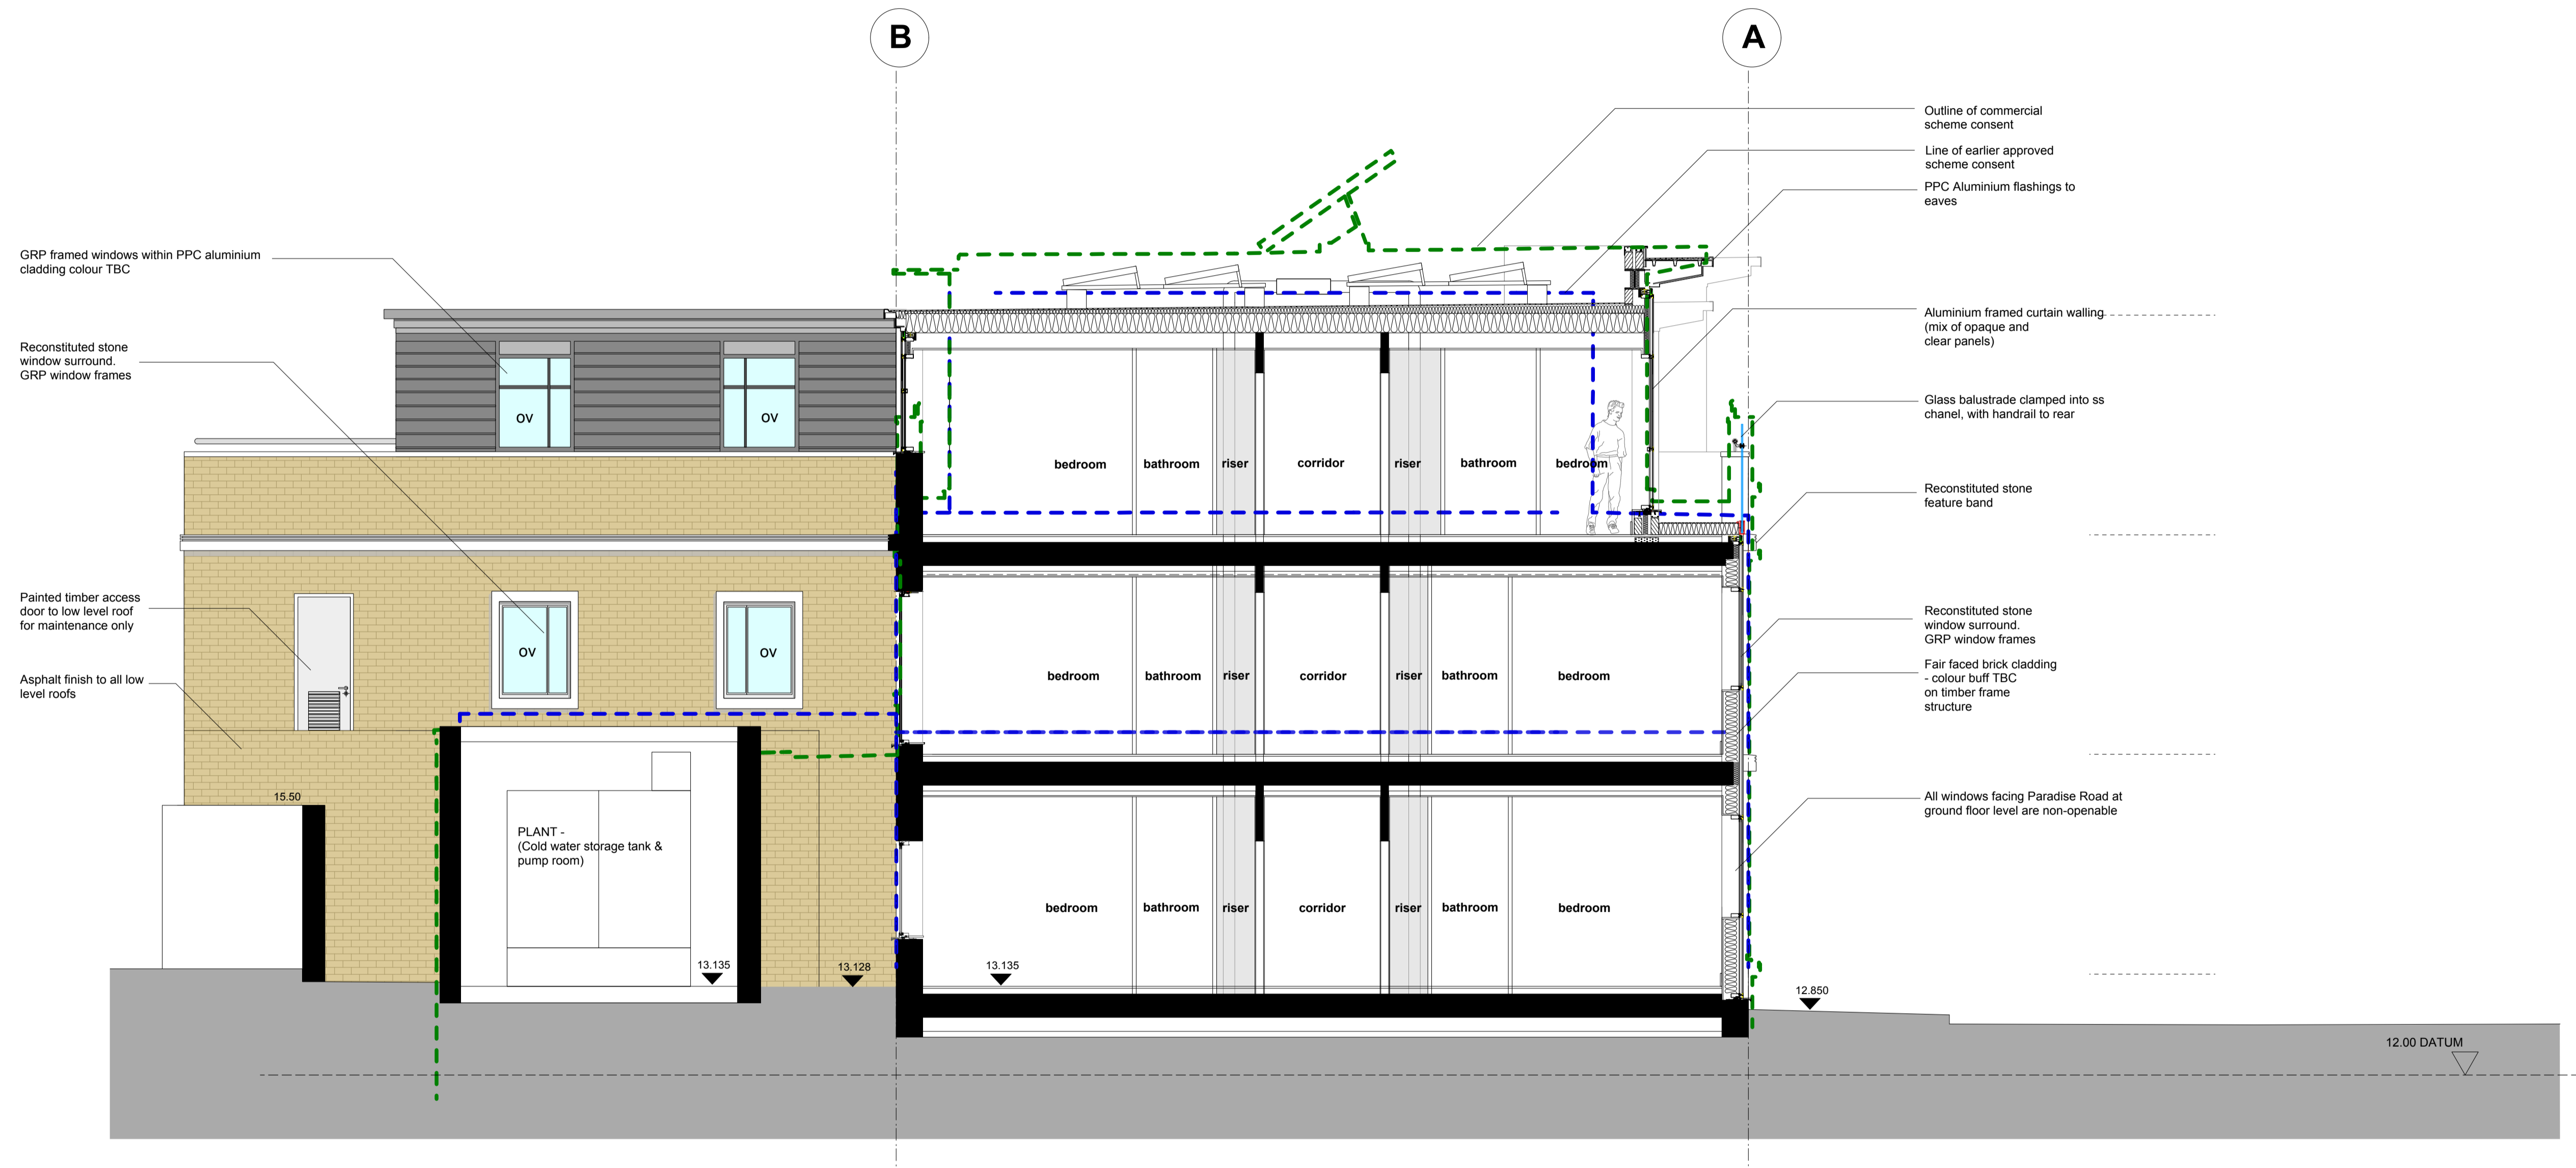 B
A
Outline of commercial
scheme consent
Line of earlier approved
scheme consent
PPC Aluminium flashings to
eaves
GRP framed windows within PPC aluminium
cladding colour TBC
Aluminium framed curtain walling
(mix of opaque and
clear panels)
Reconstituted stone
window surround.
GRP window frames
Glass balustrade clamped into ss
chanel, with handrail to rear
OV
OV
bedroom
bathroom
riser
corridor
riser
bathroom
bedroom
Reconstituted stone
feature band
Painted timber access
door to low level roof
for maintenance only
Reconstituted stone
window surround.
GRP window frames
OV
OV
Fair faced brick cladding
- colour buff TBC
on timber frame
structure
Asphalt finish to all low
level roofs
bedroom
bathroom
riser
corridor
riser
bathroom
bedroom
15.50
All windows facing Paradise Road at
ground floor level are non-openable
PLANT -
(Cold water storage tank &
pump room)
bedroom
bathroom
riser
corridor
riser
bathroom
bedroom
13.135
13.128
13.135
12.850
12.00 DATUM